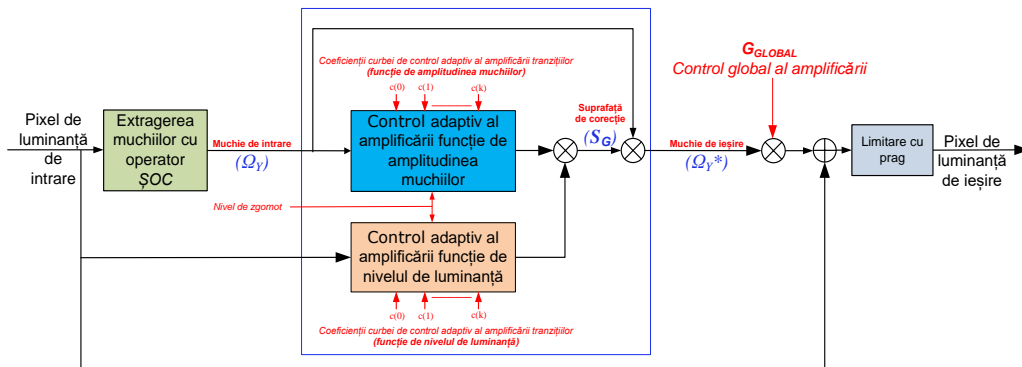 Pixel de
luminanță
de
intrare
Extragerea
muchiilor cu
operator
ȘOC
Muchie de intrare
(Ω_Y)
Coeficienții curbei de control adaptiv al amplificării tranzițiilor
(funcție de amplitudinea muchiilor)
c(0) c(1) c(k)
Control adaptiv al
amplificării funcție de
amplitudinea
muchiilor
Nivel de zgomot
Control adaptiv al
amplificării funcție de
nivelul de luminanță
c(0) c(1) c(k)
Coeficienții curbei de control adaptiv al amplificării tranzițiilor
(funcție de nivelul de luminanță)
Suprafață
de corecție
(S_G)
Muchie de ieșire
(Ω_Y*)
G_GLOBAL
Control global al amplificării
Limitare cu
prag
Pixel de
luminanță
de ieșire